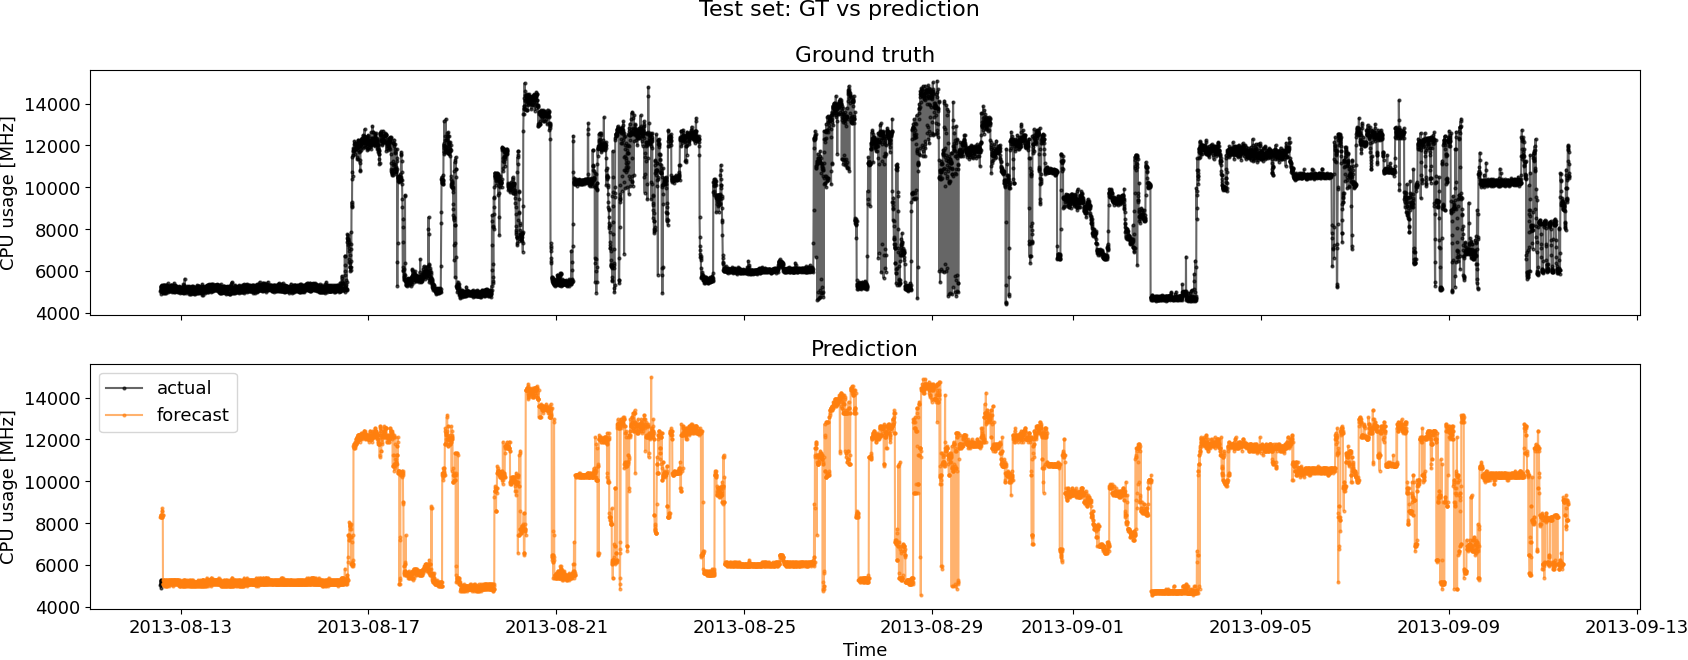 Test set: GT vs prediction
Ground truth
CPU usage [MHz]
14000
12000
10000
8000
6000
4000
Prediction
CPU usage [MHz]
14000
12000
10000
8000
6000
4000
actual
forecast
2013-08-13 2013-08-17 2013-08-21 2013-08-25 2013-08-29 2013-09-01 2013-09-05 2013-09-09 2013-09-13
Time